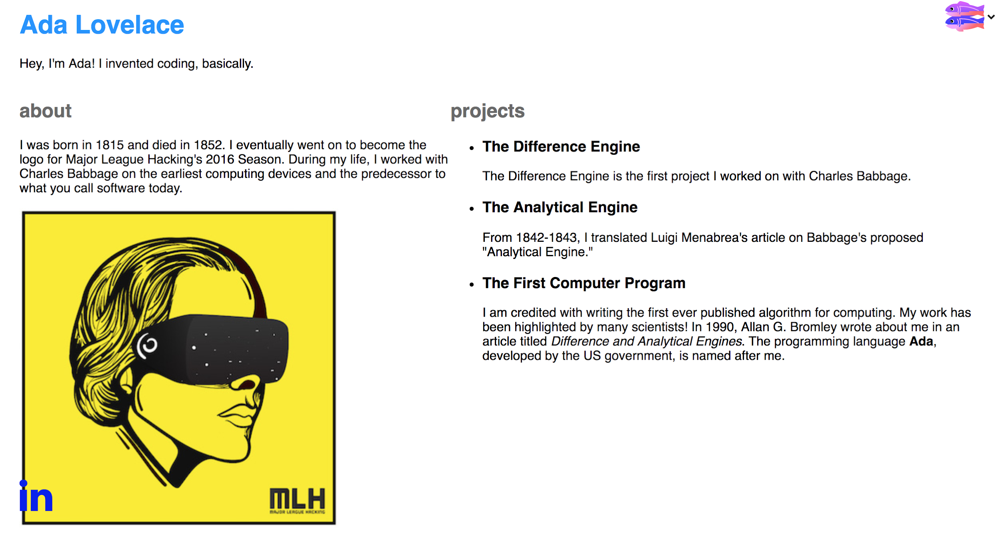 Ada Lovelace
Hey, I'm Ada! I invented coding, basically.
about
I was born in 1815 and died in 1852. I eventually went on to become the
logo for Major League Hacking's 2016 Season. During my life, I worked with
Charles Babbage on the earliest computing devices and the predecessor to
what you call software today.
in
MLH
MAJOR LEAGUE HACKING
projects
• The Difference Engine
The Difference Engine is the first project I worked on with Charles Babbage.
• The Analytical Engine
From 1842-1843, I translated Luigi Menabrea's article on Babbage's proposed
"Analytical Engine."
• The First Computer Program
I am credited with writing the first ever published algorithm for computing. My work has
been highlighted by many scientists! In 1990, Allan G. Bromley wrote about me in an
article titled Difference and Analytical Engines. The programming language Ada,
developed by the US government, is named after me.